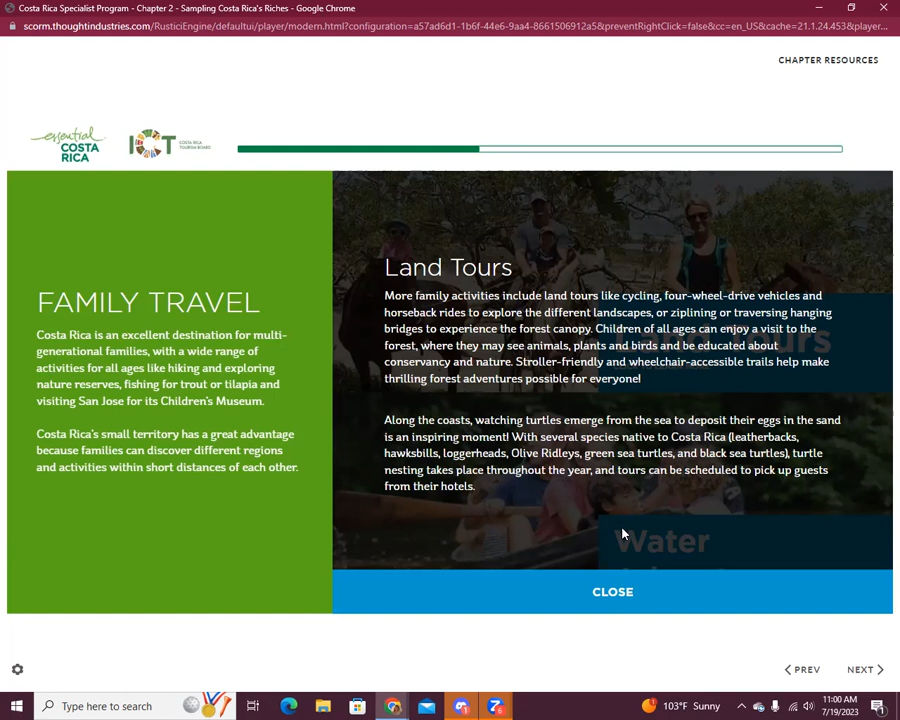 Costa Rica Specialist Program - Chapter 2 - Sampling Costa Rica's Riches - Google Chrome
scorm.thoughtindustries.com/RusticiEngine/defaultui/player/modern.html?configuration=a57ad6d1-1b6f-44e6-9aa4-8661506912a5&preventRightClick=false&cc=en_US&cache=21.1.24.453&player...
CHAPTER RESOURCES
essential
COSTA
RICA
ICT
COSTA RICA
TOURISM BOARD
FAMILY TRAVEL
Costa Rica is an excellent destination for multi-
generational families, with a wide range of
activities for all ages like hiking and exploring
nature reserves, fishing for trout or tilapia and
visiting San Jose for its Children's Museum.
Costa Rica's small territory has a great advantage
because families can discover different regions
and activities within short distances of each other.
Land Tours
More family activities include land tours like cycling, four-wheel-drive vehicles and
horseback rides to explore the different landscapes, or ziplining or traversing hanging
bridges to experience the forest canopy. Children of all ages can enjoy a visit to the
forest, where they may see animals, plants and birds and be educated about
conservancy and nature. Stroller-friendly and wheelchair-accessible trails help make
thrilling forest adventures possible for everyone!
Along the coasts, watching turtles emerge from the sea to deposit their eggs in the sand
is an inspiring moment! With several species native to Costa Rica (leatherbacks,
hawksbills, loggerheads, Olive Ridleys, green sea turtles, and black sea turtles), turtle
nesting takes place throughout the year, and tours can be scheduled to pick up guests
from their hotels.
Land Tours
Water
CLOSE
PREV
NEXT
Type here to search
103°F Sunny
11:00 AM
7/19/2023